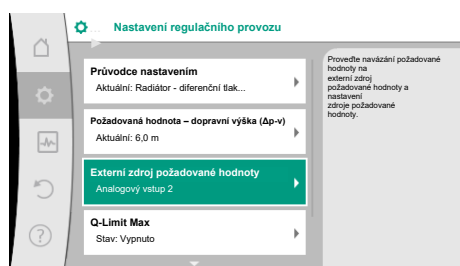 Nastavení regulačního provozu
Průvodce nastavením
Aktuální: Radiátor - diferenční tlak...
Požadovaná hodnota – dopravní výška (Δp-v)
Aktuální: 6,0 m
Externí zdroj požadované hodnoty
Analogový vstup 2
Q-Limit Max
Stav: Vypnuto
Proveďte navázání požadované
hodnoty na
externí zdroj
požadované hodnoty a
nastavení
zdroje požadované
hodnoty.